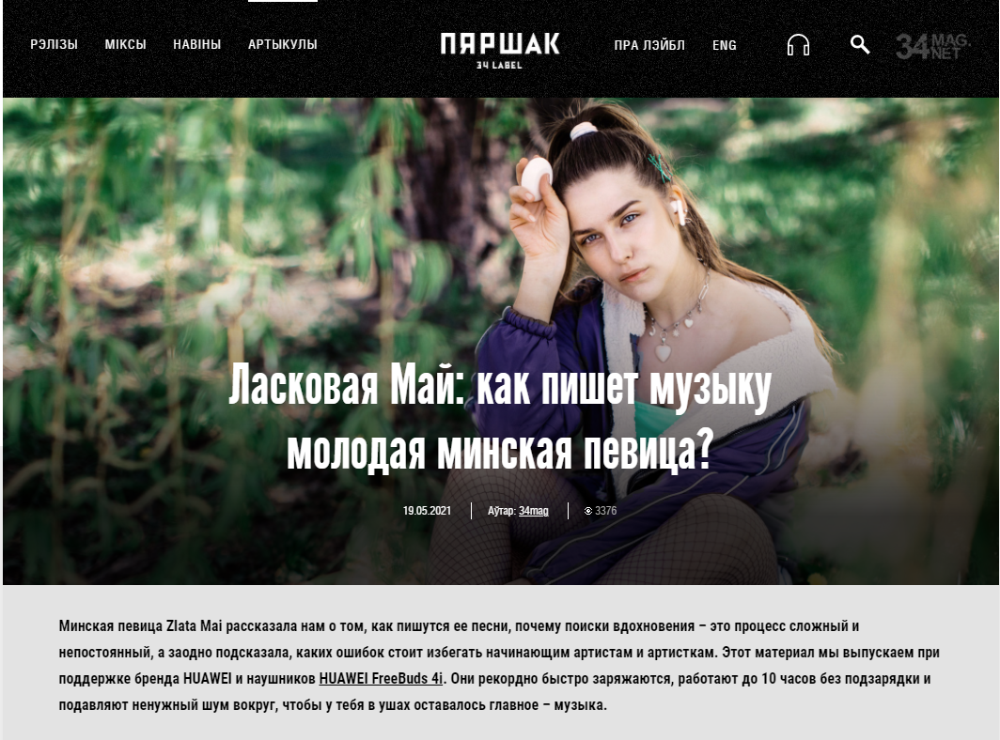 РЭЛІЗЫ МІКСЫ НАВІНЫ АРТЫКУЛЫ ПЯРШАК ПРА ЛЭЙБЛ ENG 34 MAG.
34 LABEL NET
Ласковая Май: как пишет музыку
молодая минская певица?
19.05.2021 Аўтар: 34mag 3376
Минская певица Zlata Mai рассказала нам о том, как пишутся ее песни, почему поиски вдохновения – это процесс сложный и
непостоянный, а заодно подсказала, каких ошибок стоит избегать начинающим артистам и артисткам. Этот материал мы выпускаем при
поддержке бренда HUAWEI и наушников HUAWEI FreeBuds 4i. Они рекордно быстро заряжаются, работают до 10 часов без подзарядки и
подавляют ненужный шум вокруг, чтобы у тебя в ушах оставалось главное – музыка.